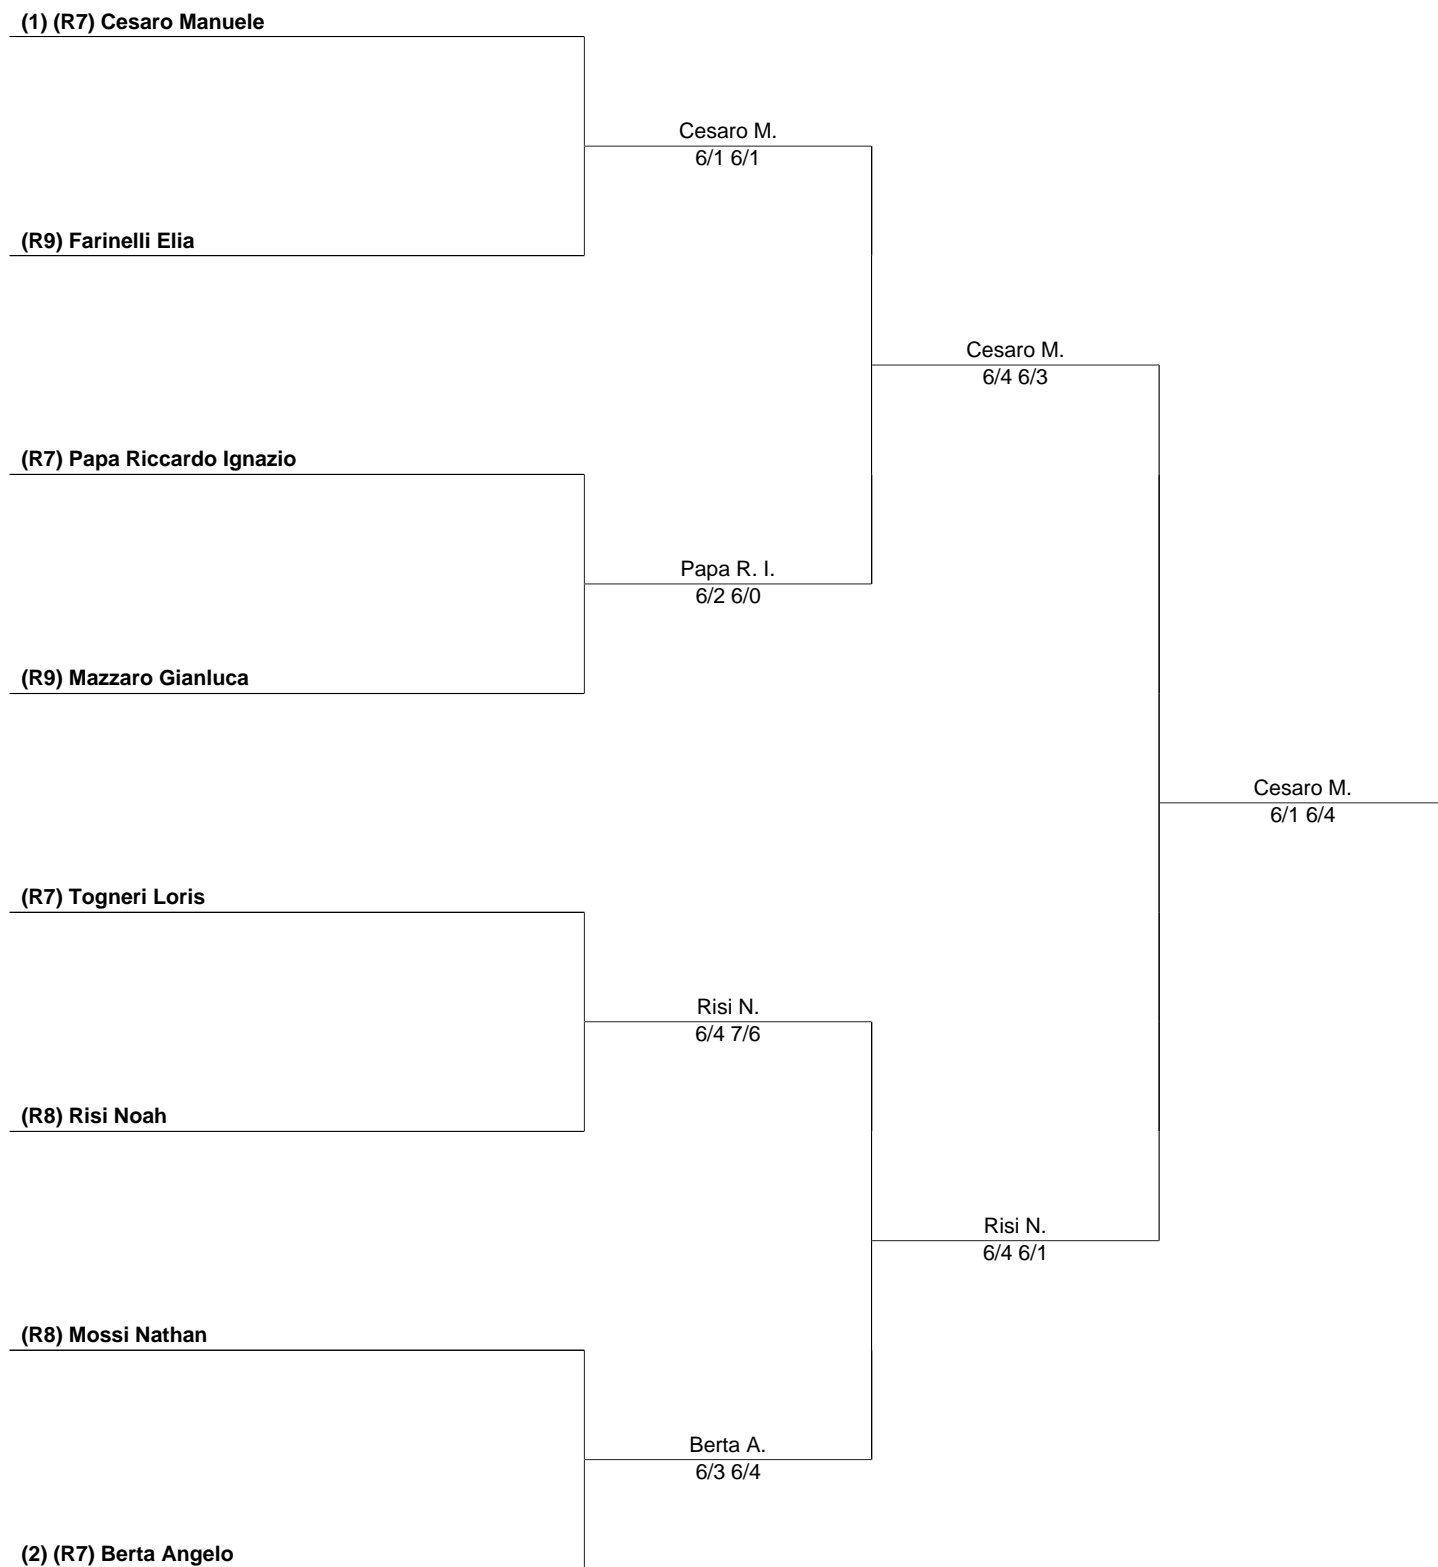 (1) (R7) Cesaro Manuele
Cesaro M.
6/1 6/1
(R9) Farinelli Elia
Cesaro M.
6/4 6/3
(R7) Papa Riccardo Ignazio
Papa R. I.
6/2 6/0
(R9) Mazzaro Gianluca
Cesaro M.
6/1 6/4
(R7) Togneri Loris
Risi N.
6/4 7/6
(R8) Risi Noah
Risi N.
6/4 6/1
(R8) Mossi Nathan
Berta A.
6/3 6/4
(2) (R7) Berta Angelo